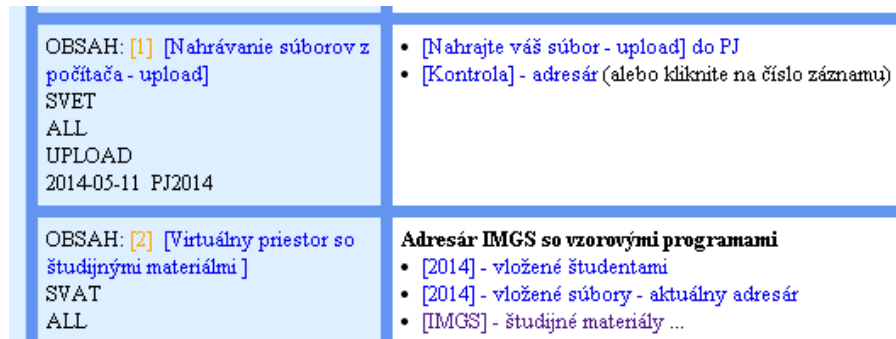 OBSAH: [1] [Nahrávanie súborov z
počítača - upload]
SVET
ALL
UPLOAD
2014-05-11 PJ2014
• [Nahrajte váš súbor - upload] do PJ
• [Kontrola] - adresár (alebo kliknite na číslo záznamu)
OBSAH: [2] [Virtuálny priestor so
študijnými materiálmi ]
SVAT
ALL
Adresár IMGS so vzorovými programami
• [2014] - vložené študentami
• [2014] - vložené súbory - aktuálny adresár
• [IMGS] - študijné materiály ...